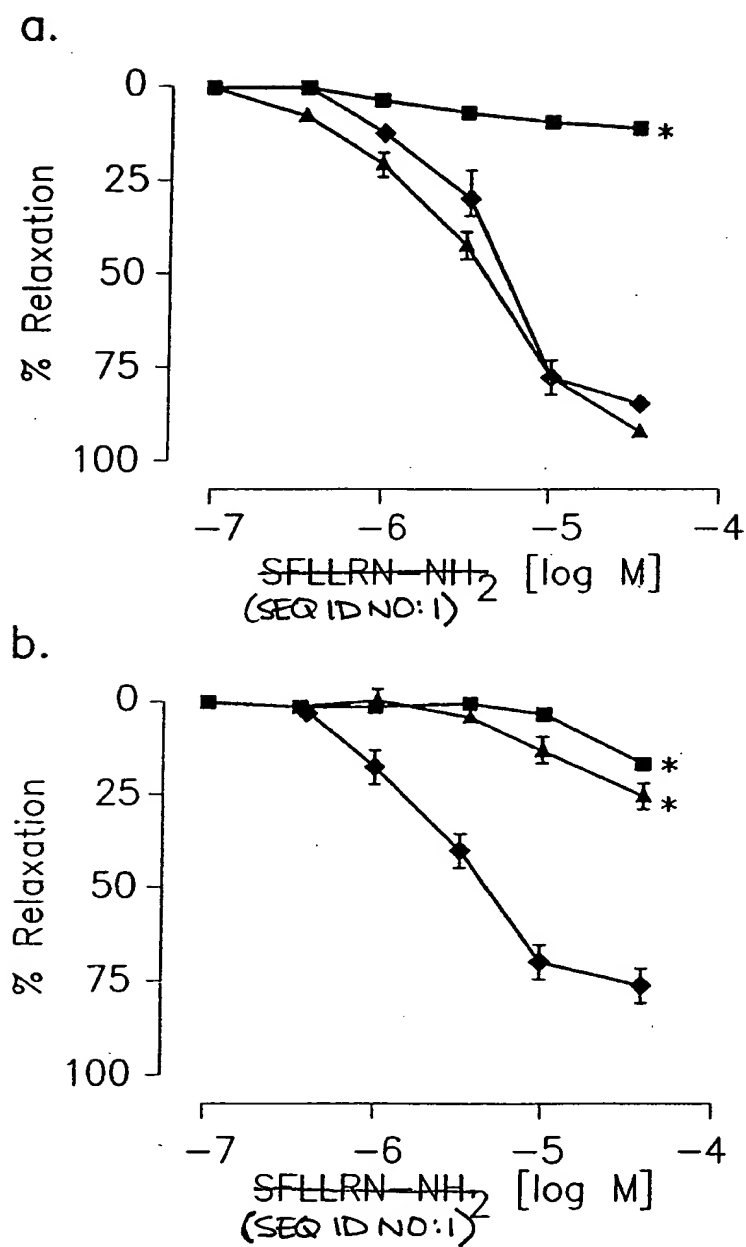 a.
0
25
50
75
100
% Relaxation
*
-7 -6 -5 -4
SFLLRN-NH2 [log M]
(SEQ ID NO:1)
b.
0
25
50
75
100
% Relaxation
*
*
-7 -6 -5 -4
SFLLRN-NH2 [log M]
(SEQ ID NO:1)